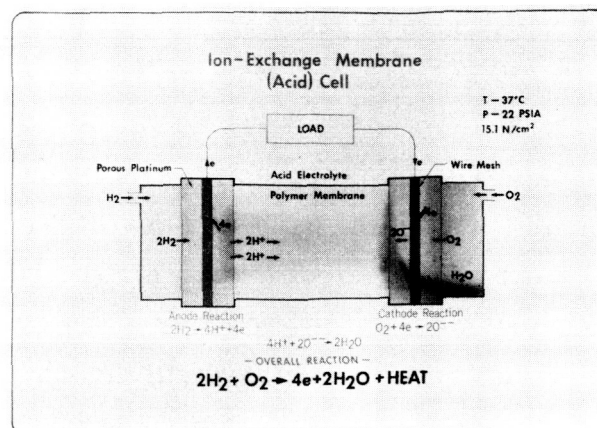 Ion-Exchange Membrane
(Acid) Cell
T – 37°C
P – 22 PSIA
15.1 N/cm²
LOAD
e
e
Porous Platinum
Acid Electrolyte
Wire Mesh
Polymer Membrane
H₂
O₂
4e
4e
2H₂
2H⁺
2H⁺
2O
O₂
H₂O
Anode Reaction
Cathode Reaction
2H₂ → 4H⁺+4e
O₂+ 4e → 2O⁻⁻
4H⁺+2O⁻⁻→2H₂O
— OVERALL REACTION —
2H₂+ O₂ → 4e+2H₂O + HEAT